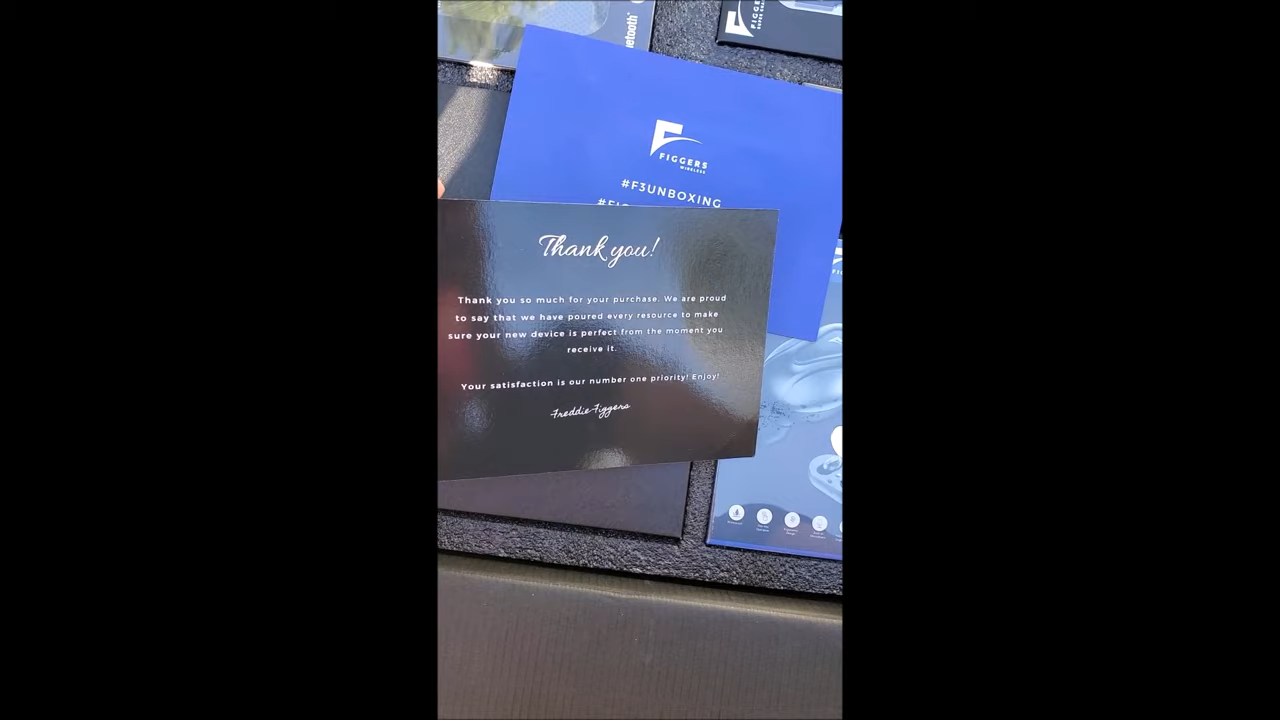 etooth
FIGGERS
WIRELESS
#F3UNBOXING
Thank you!
Thank you so much for your purchase. We are proud
to say that we have poured every resource to make
sure your new device is perfect from the moment you
receive it.
Your satisfaction is our number one priority! Enjoy!
Freddie Figgers